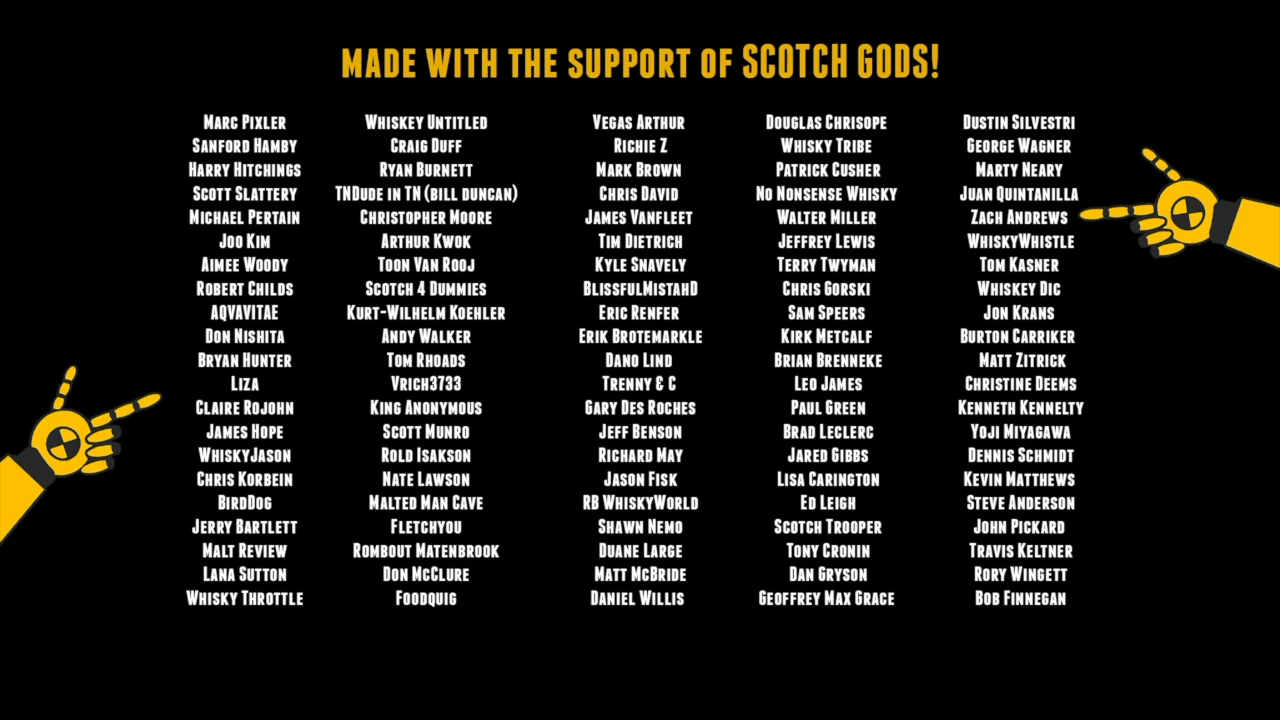 MADE WITH THE SUPPORT OF SCOTCH GODS!
Marc Pixler
Sanford Hamby
Harry Hitchings
Scott Slattery
Michael Pertain
Joo Kim
Aimee Woody
Robert Childs
AQVAVITAE
Don Nishita
Bryan Hunter
Liza
Claire Rojohn
James Hope
WhiskyJason
Chris Korbein
BirdDog
Jerry Bartlett
Malt Review
Lana Sutton
Whisky Throttle
Whiskey Untitled
Craig Duff
Ryan Burnett
TNDude in TN (bill duncan)
Christopher Moore
Arthur Kwok
Toon Van Rooj
Scotch 4 Dummies
Kurt-Wilhelm Koehler
Andy Walker
Tom Rhoads
Vrich3733
King Anonymous
Scott Munro
Rold Isakson
Nate Lawson
Malted Man Cave
Fletchyou
Rombout Matenbrook
Don McClure
Foodquig
Vegas Arthur
Richie Z
Mark Brown
Chris David
James Vanfleet
Tim Dietrich
Kyle Snavely
BlissfulMistahD
Eric Renfer
Erik Brotemarkle
Dano Lind
Trenny & C
Gary Des Roches
Jeff Benson
Richard May
Jason Fisk
RB WhiskyWorld
Shawn Nemo
Duane Large
Matt McBride
Daniel Willis
Douglas Chrisope
Whisky Tribe
Patrick Cusher
No Nonsense Whisky
Walter Miller
Jeffrey Lewis
Terry Twyman
Chris Gorski
Sam Speers
Kirk Metcalf
Brian Brenneke
Leo James
Paul Green
Brad Leclerc
Jared Gibbs
Lisa Carington
Ed Leigh
Scotch Trooper
Tony Cronin
Dan Gryson
Geoffrey Max Grace
Dustin Silvestri
George Wagner
Marty Neary
Juan Quintanilla
Zach Andrews
WhiskyWhistle
Tom Kasner
Whiskey Dic
Jon Krans
Burton Carriker
Matt Zitrick
Christine Deems
Kenneth Kennelty
Yoji Miyagawa
Dennis Schmidt
Kevin Matthews
Steve Anderson
John Pickard
Travis Keltner
Rory Wingett
Bob Finnegan